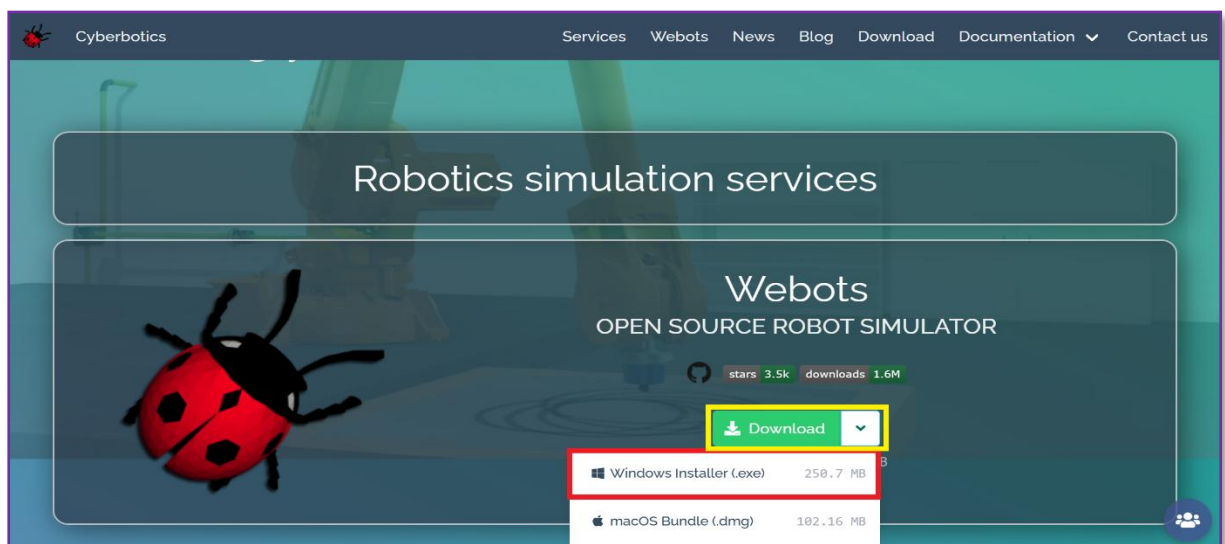 Cyberbotics Services Webots News Blog Download Documentation Contact us
Robotics simulation services
Webots
OPEN SOURCE ROBOT SIMULATOR
stars 3.5k downloads 1.6M
Download
Windows Installer (.exe) 250.7 MB
macOS Bundle (.dmg) 102.16 MB